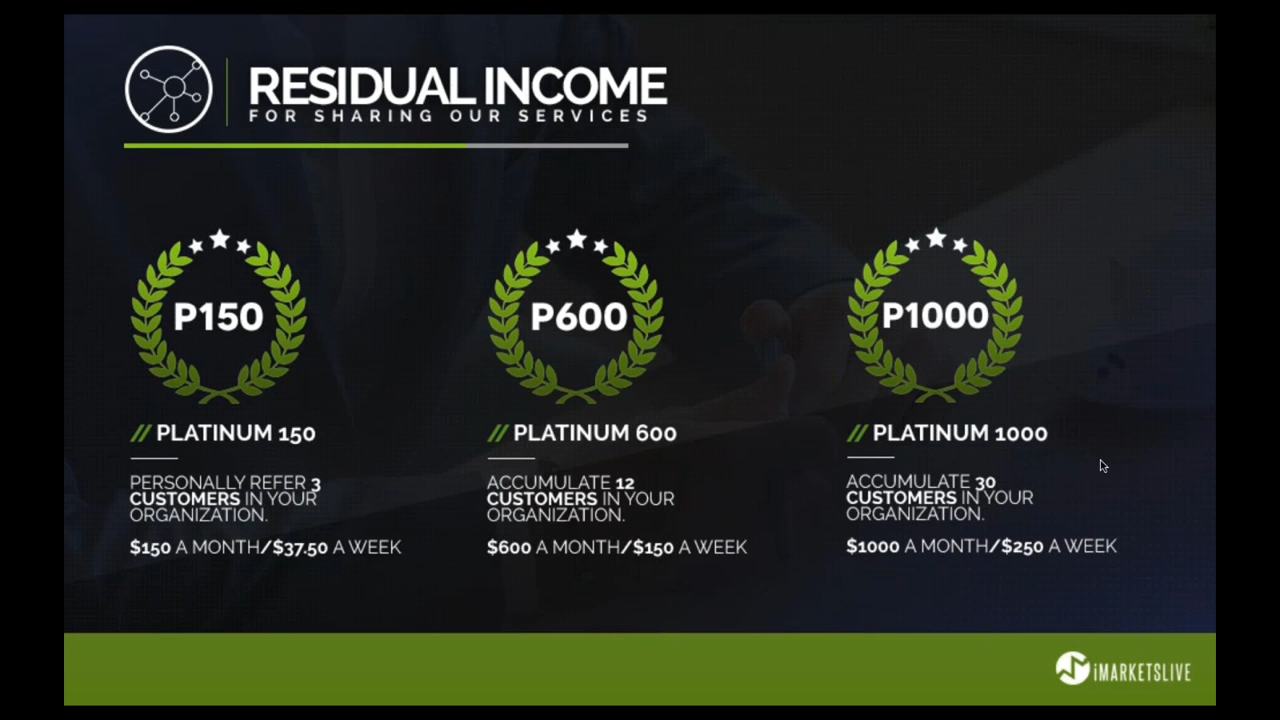 RESIDUAL INCOME
FOR SHARING OUR SERVICES
P150
// PLATINUM 150
PERSONALLY REFER 3
CUSTOMERS IN YOUR
ORGANIZATION.
$150 A MONTH/$37.50 A WEEK
P600
// PLATINUM 600
ACCUMULATE 12
CUSTOMERS IN YOUR
ORGANIZATION.
$600 A MONTH/$150 A WEEK
P1000
// PLATINUM 1000
ACCUMULATE 30
CUSTOMERS IN YOUR
ORGANIZATION.
$1000 A MONTH/$250 A WEEK
iMARKETSLIVE